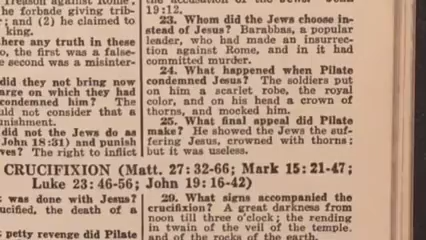 treason against Rome;
he forbade giving trib-
; and (2) he claimed to
king.
there any truth in these
o, the first was a false-
e second was a misinter-
did they not bring now
arge on which they had
condemned him? The
uld not consider that a
unishment.
did not the Jews do as
John 18:31) and punish
ves? The right to inflict
19:12.
23. Whom did the Jews choose in-
stead of Jesus? Barabbas, a popular
leader, who had made an insurrec-
tion against Rome, and in it had
committed murder.
24. What happened when Pilate
condemned Jesus? The soldiers put
on him a scarlet robe, the royal
color, and on his head a crown of
thorns, and mocked him.
25. What final appeal did Pilate
make? He showed the Jews the suf-
fering Jesus, crowned with thorns;
but it was useless.
CRUCIFIXION (Matt. 27:32-66; Mark 15:21-47;
Luke 23:46-56; John 19:16-42)
was done with Jesus?
ucified, the death of a
petty revenge did Pilate
29. What signs accompanied the
crucifixion? A great darkness from
noon till three o'clock; the rending
in twain of the veil of the temple,
and of the rocks of the earth.